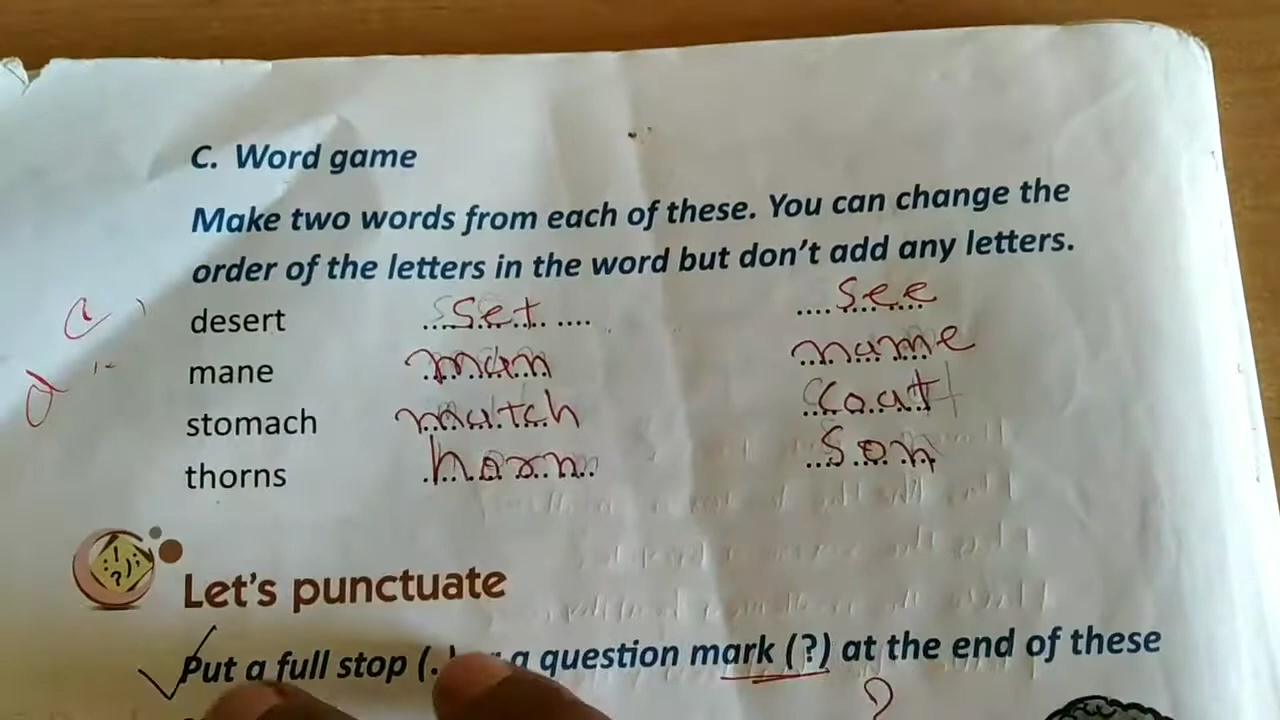 C. Word game
Make two words from each of these. You can change the
order of the letters in the word but don't add any letters.
desert set see
mane man name
stomach match coat
thorns horn son
Let's punctuate
Put a full stop (. a question mark (?) at the end of these
?